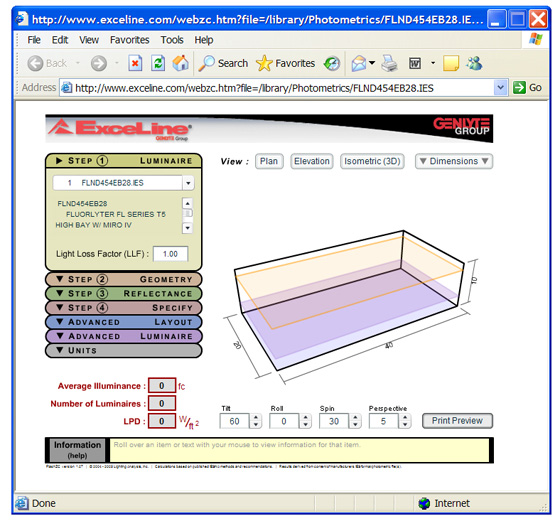 http://www.exceline.com/webzc.htm?file=/library/Photometrics/FLND454EB28.IE...
File Edit View Favorites Tools Help
Back Search Favorites
Address http://www.exceline.com/webzc.htm?file=/library/Photometrics/FLND454EB28.IES Go
EXCELINE
GENLYTE GROUP
GENLYTE
GROUP
STEP 1 LUMINAIRE
View : Plan Elevation Isometric (3D) Dimensions
1 FLND454EB28.IES
FLND454EB28
FLUORLYTER FL SERIES T5
HIGH BAY W/ MIRO IV
Light Loss Factor (LLF) : 1.00
STEP 2 GEOMETRY
STEP 3 REFLECTANCE
STEP 4 SPECIFY
ADVANCED LAYOUT
ADVANCED LUMINAIRE
UNITS
10
20
40
Average Illuminance : 0 fc
Number of Luminaires : 0
LPD : 0 W/ft 2
Tilt Roll Spin Perspective
60 0 30 5 Print Preview
Information
(help)
Roll over an item or text with your mouse to view information for that item.
Done Internet